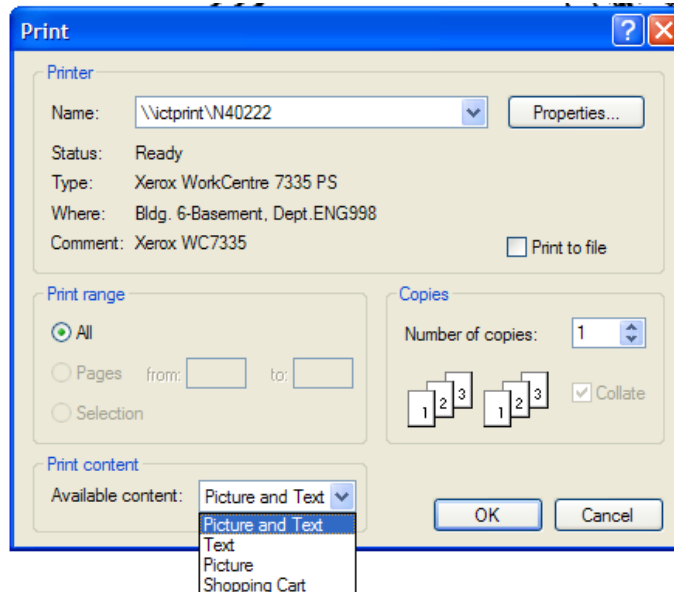 Print
Printer
Name: \\ictprint\N40222 Properties...
Status: Ready
Type: Xerox WorkCentre 7335 PS
Where: Bldg. 6-Basement, Dept.ENG998
Comment: Xerox WC7335 Print to file
Print range
All
Pages from: to:
Selection
Copies
Number of copies: 1
1 2 3 1 2 3 Collate
Print content
Available content: Picture and Text
Picture and Text
Text
Picture
Shopping Cart
OK Cancel